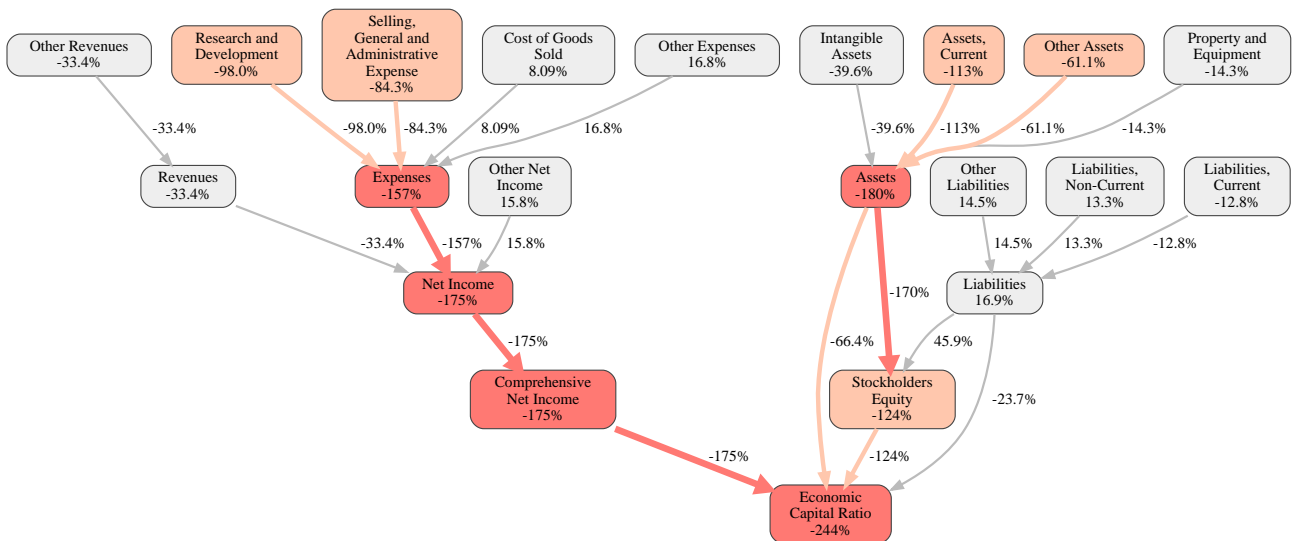 Other Revenues
-33.4%
Research and
Development
-98.0%
Selling,
General and
Administrative
Expense
-84.3%
Cost of Goods
Sold
8.09%
Other Expenses
16.8%
Intangible
Assets
-39.6%
Assets,
Current
-113%
Other Assets
-61.1%
Property and
Equipment
-14.3%
-33.4%
-98.0%
-84.3%
8.09%
16.8%
-39.6%
-113%
-61.1%
-14.3%
Revenues
-33.4%
Expenses
-157%
Other Net
Income
15.8%
Assets
-180%
Other
Liabilities
14.5%
Liabilities,
Non-Current
13.3%
Liabilities,
Current
-12.8%
-33.4%
-157%
15.8%
14.5%
13.3%
-12.8%
Net Income
-175%
-170%
Liabilities
16.9%
-175%
-66.4%
45.9%
Comprehensive
Net Income
-175%
Stockholders
Equity
-124%
-23.7%
-175%
-124%
Economic
Capital Ratio
-244%